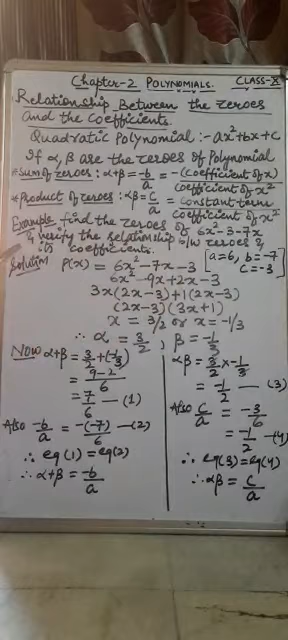 Chapter-2 POLYNOMIALS. CLASS-X
Relationship Between the zeroes
and the coefficients.
Quadratic Polynomial :- ax²+bx+c
If α,β are the zeroes of Polynomial
*Sum of zeroes : α+β = -b/a = -(Coefficient of x)/Coefficient of x²
*Product of zeroes : αβ = c/a = constant term/coefficient of x²
Example find the zeroes of 6x²-3-7x
& verify the relationship b/w zeroes &
its coefficients.
Solution P(x) = 6x²-7x-3 [a=6, b=-7
c=-3]
6x²-9x+2x-3
3x(2x-3)+1(2x-3)
(2x-3)(3x+1)
x = 3/2 or x = -1/3
∴ α = 3/2, β = -1/3
Now α+β = 3/2+(-1/3)
= 9-2/6
= 7/6 — (1)
Also -b/a = -(-7)/6 — (2)
∴ eq(1) = eq(2)
∴ α+β = -b/a
αβ = 3/2 × -1/3
= -1/2 — (3)
Also c/a = -3/6
= -1/2 — (4)
∴ eq(3) = eq(4)
∴ αβ = c/a